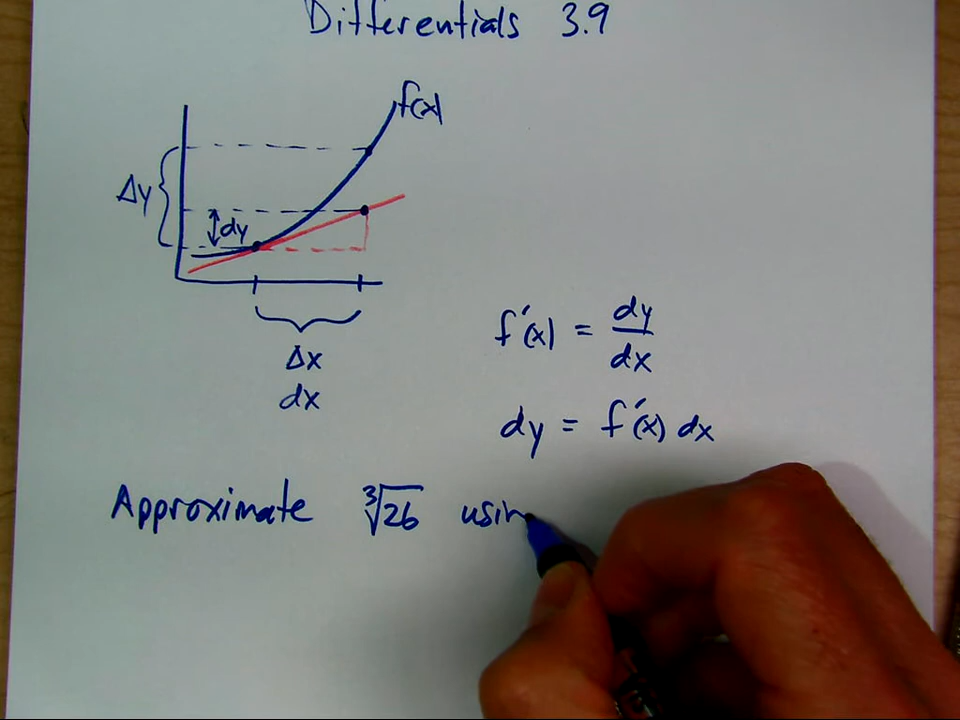 Differentials 3.9
f(x)
Δy
dy
Δx
dx
f'(x) = dy/dx
dy = f'(x) dx
Approximate ∛26 usin